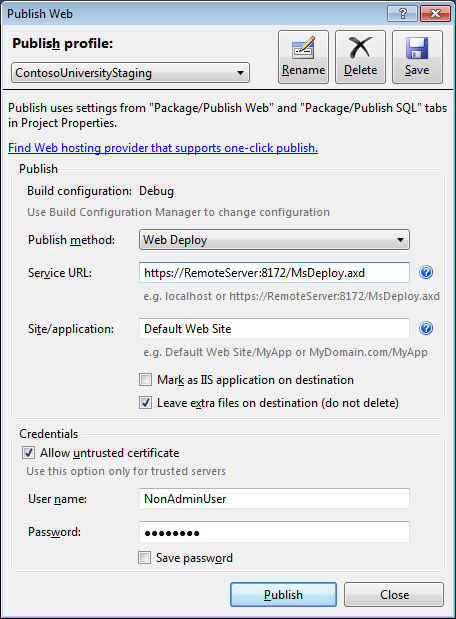 Publish Web
Publish profile:
ContosoUniversityStaging
Rename
Delete
Save
Publish uses settings from "Package/Publish Web" and "Package/Publish SQL" tabs
in Project Properties.
Find Web hosting provider that supports one-click publish.
Publish
Build configuration: Debug
Use Build Configuration Manager to change configuration
Publish method: Web Deploy
Service URL: https://RemoteServer:8172/MsDeploy.axd
e.g. localhost or https://RemoteServer:8172/MsDeploy.axd
Site/application: Default Web Site
e.g. Default Web Site/MyApp or MyDomain.com/MyApp
Mark as IIS application on destination
Leave extra files on destination (do not delete)
Credentials
Allow untrusted certificate
Use this option only for trusted servers
User name: NonAdminUser
Password: ●●●●●●●●
Save password
Publish
Close